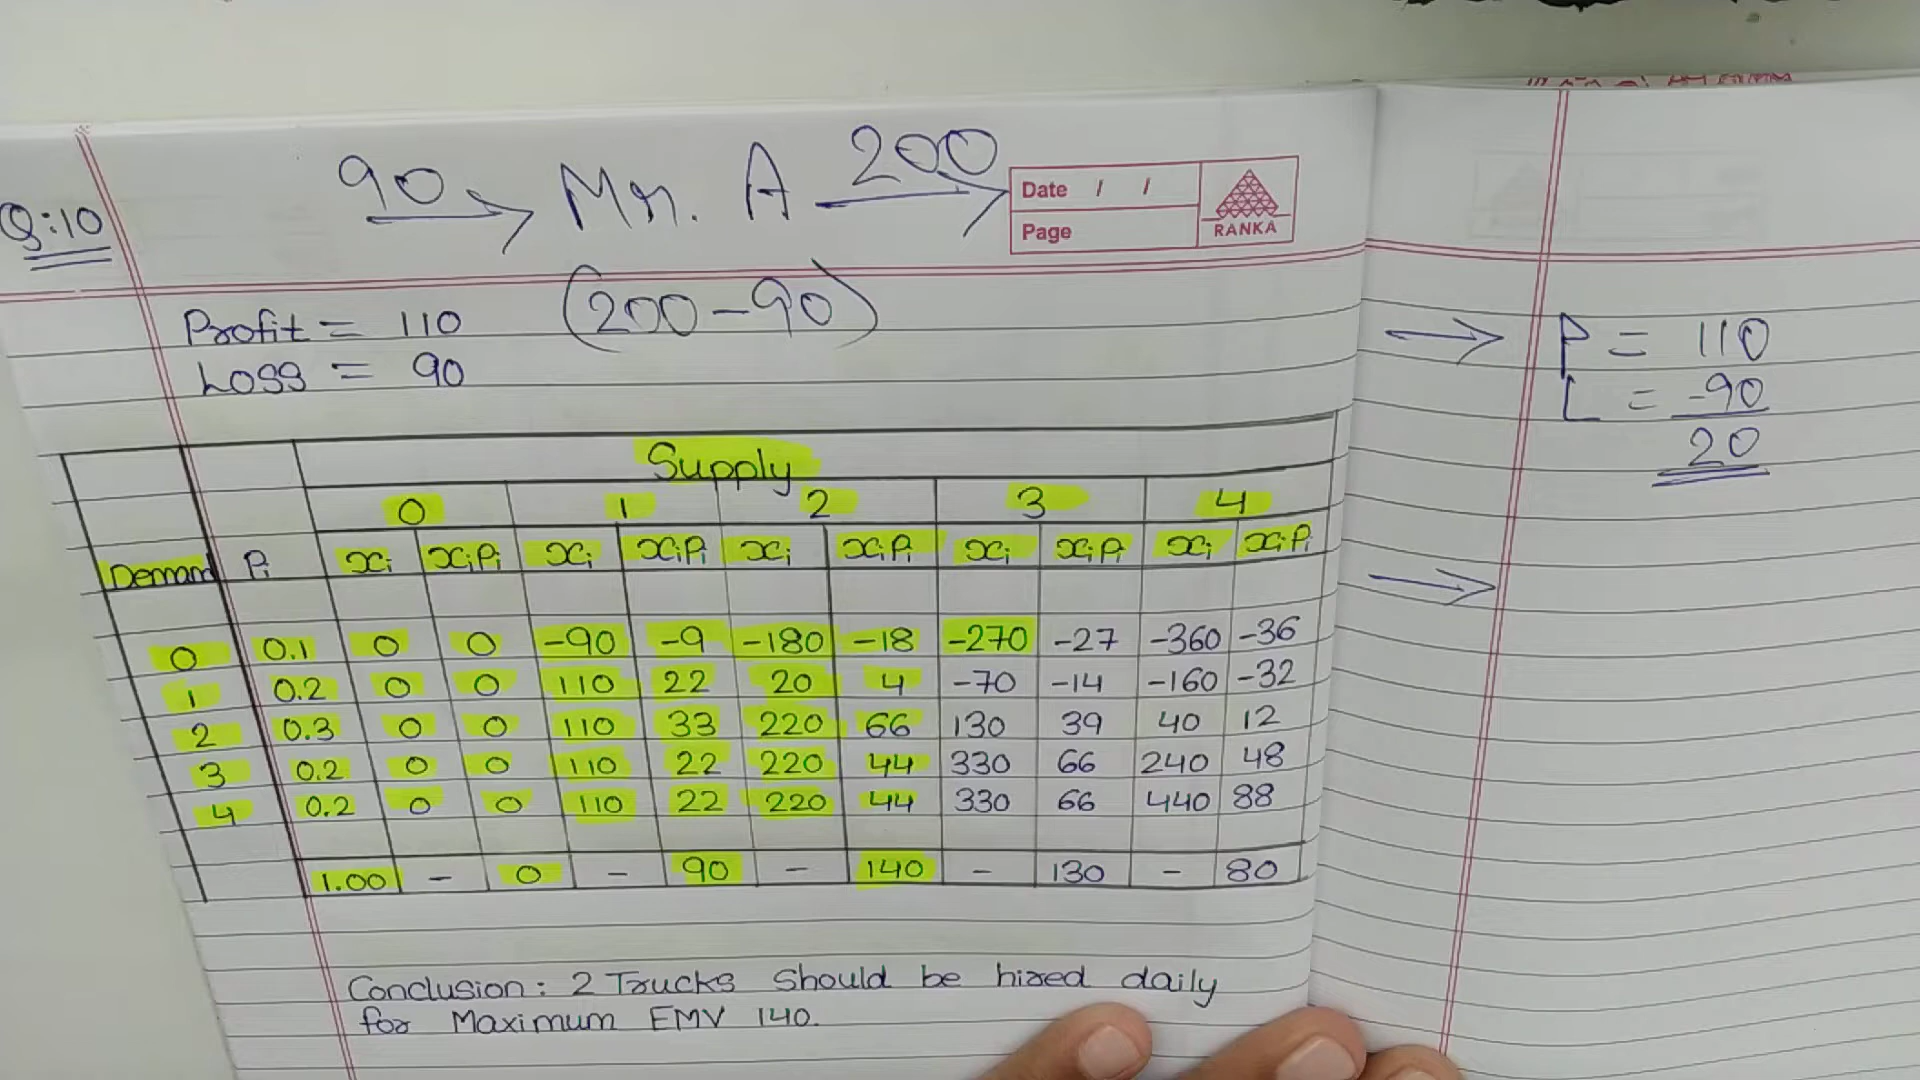 90 → Mr. A 200 →
Date / /
Page
RANKA
Q:10
Profit = 110 (200-90)
Loss = 90
→ P = 110
L = -90
20
Supply
0 1 2 3 4
Demand Pi xi xiPi xi xiPi xi xiPi xi xiPi xi xiPi
→
0 0.1 0 0 -90 -9 -180 -18 -270 -27 -360 -36
1 0.2 0 0 110 22 20 4 -70 -14 -160 -32
2 0.3 0 0 110 33 220 66 130 39 40 12
3 0.2 0 0 110 22 220 44 330 66 240 48
4 0.2 0 0 110 22 220 44 330 66 440 88
1.00 - 0 - 90 - 140 - 130 - 80
Conclusion: 2 Trucks should be hired daily
for Maximum EMV 140.